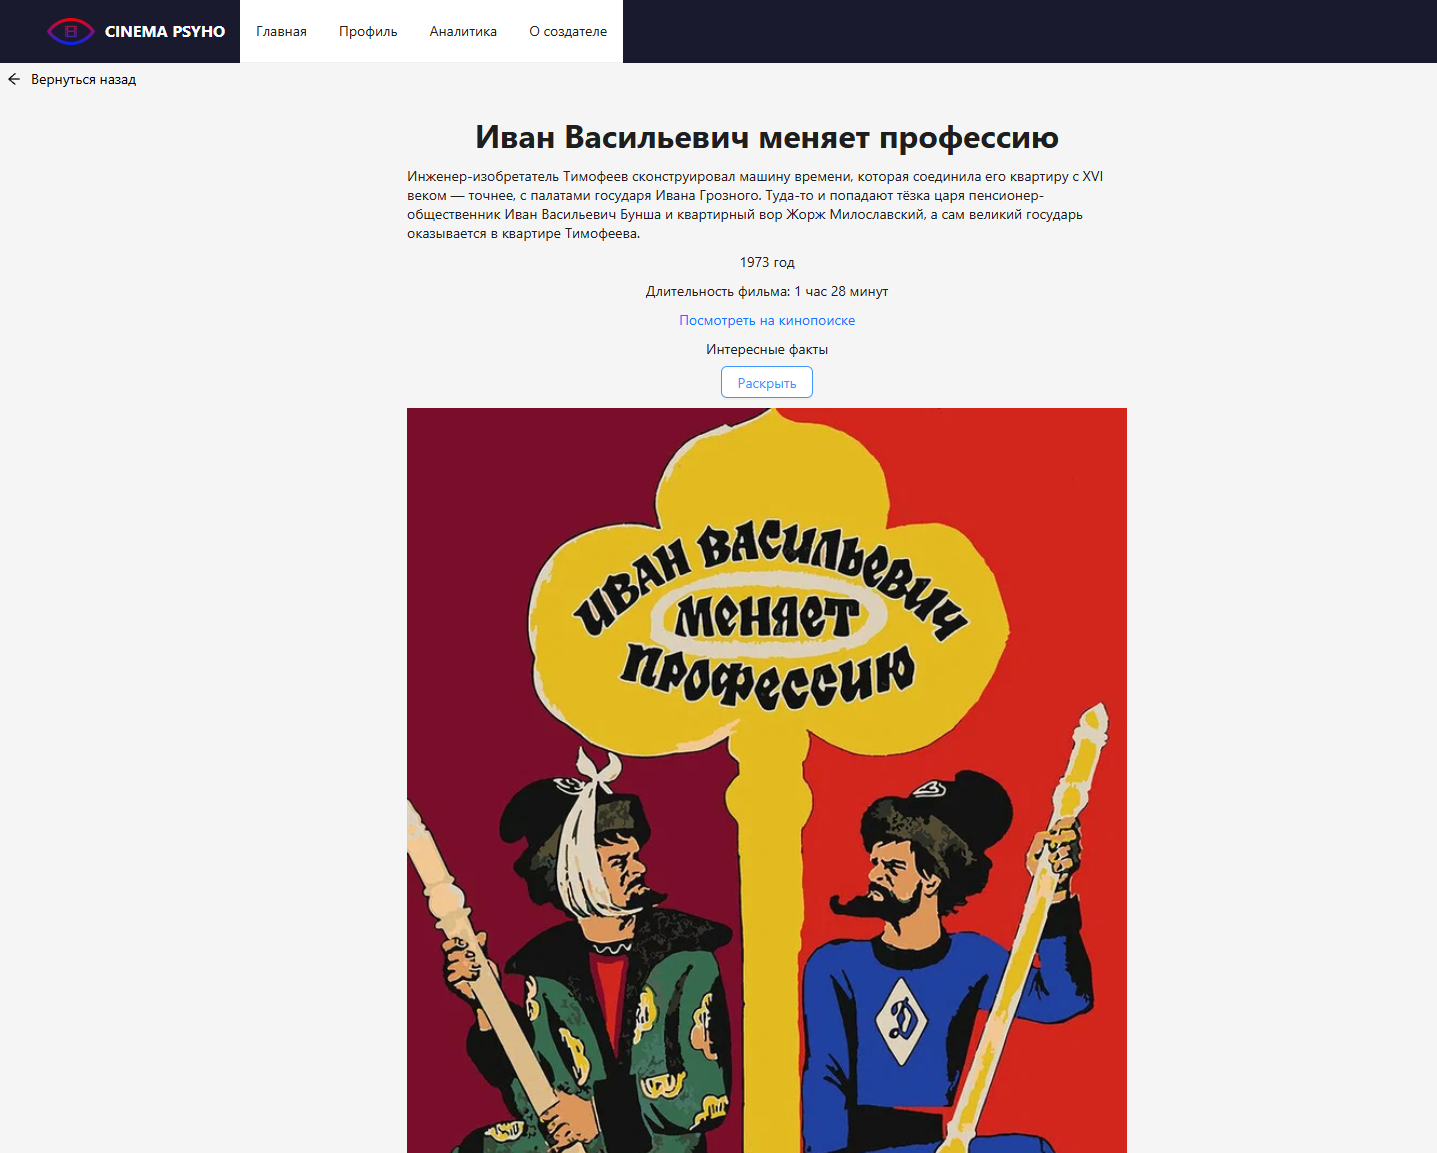 CINEMA PSYHO
Главная
Профиль
Аналитика
О создателе
Вернуться назад
Иван Васильевич меняет профессию
Инженер-изобретатель Тимофеев сконструировал машину времени, которая соединила его квартиру с XVI
веком — точнее, с палатами государя Ивана Грозного. Туда-то и попадают тёзка царя пенсионер-
общественник Иван Васильевич Бунша и квартирный вор Жорж Милославский, а сам великий государь
оказывается в квартире Тимофеева.
1973 год
Длительность фильма: 1 час 28 минут
Посмотреть на кинопоиске
Интересные факты
Раскрыть
ИВАН ВАСИЛЬЕВИЧ
МЕНЯЕТ
ПРОФЕССИЮ
Д